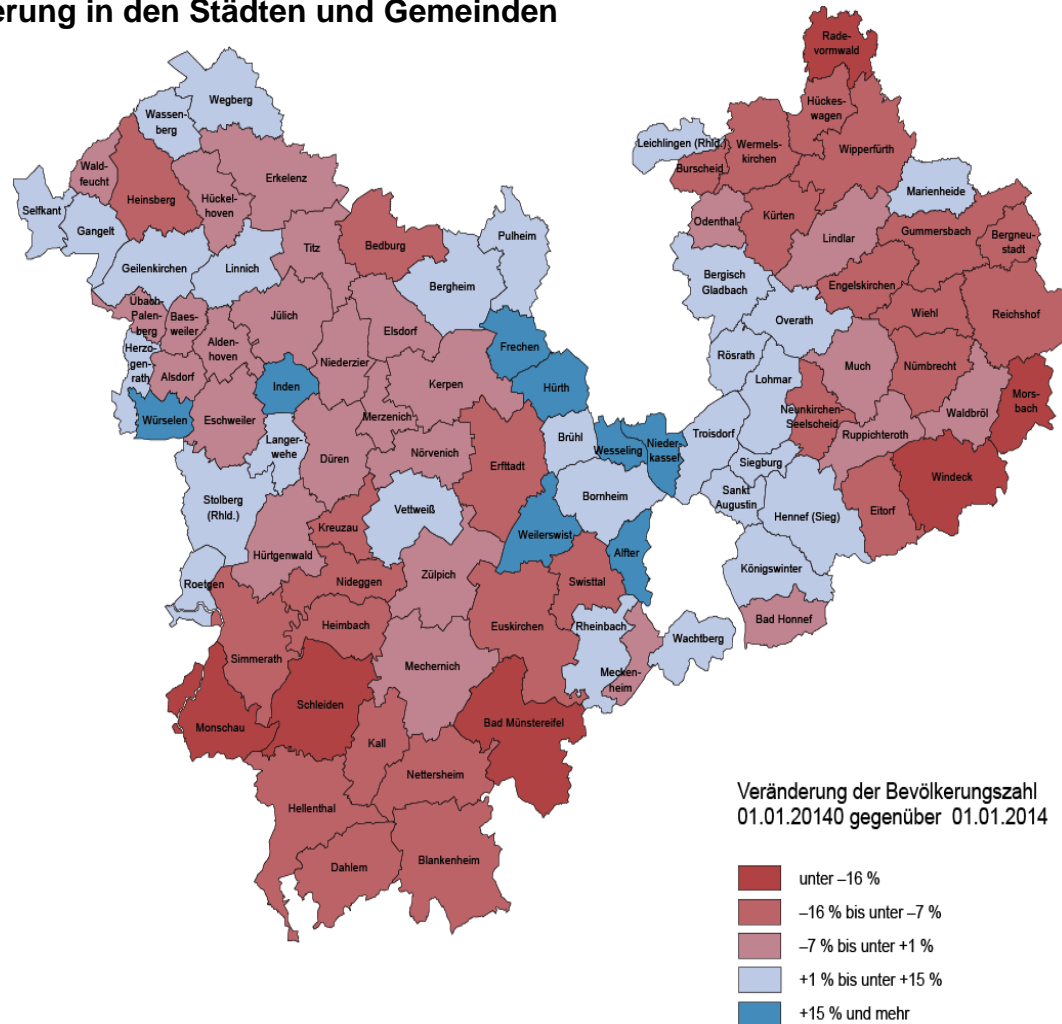 erung in den Städten und Gemeinden
Rade-
vormwald
Hückes-
wagen
Wegberg
Wassen-
berg
Leichlingen (Rhld.)
Wermels-
kirchen
Wipperfürth
Burscheid
Wald-
feucht
Erkelenz
Heinsberg
Hückel-
hoven
Marienheide
Selfkant
Gangelt
Odenthal
Kürten
Lindlar
Gummersbach
Bergneu-
stadt
Titz
Bedburg
Pulheim
Geilenkirchen
Linnich
Bergheim
Bergisch
Gladbach
Engelskirchen
Übach-
Palen-
berg
Baes-
weiler
Jülich
Elsdorf
Overath
Wiehl
Reichshof
Alden-
hoven
Herzo-
gen-
rath
Frechen
Rösrath
Niederzier
Much
Nümbrecht
Alsdorf
Inden
Kerpen
Hürth
Lohmar
Mors-
bach
Würselen
Eschweiler
Merzenich
Neunkirchen-
Seelscheid
Waldbröl
Langer-
wehe
Brühl
Wesseling
Nieder-
kassel
Troisdorf
Ruppichteroth
Düren
Nörvenich
Erftstadt
Siegburg
Windeck
Stolberg
(Rhld.)
Vettweiß
Bornheim
Sankt
Augustin
Hennef (Sieg)
Eitorf
Kreuzau
Weilerswist
Alfter
Hürtgenwald
Zülpich
Königswinter
Roetgen
Nideggen
Swisttal
Heimbach
Euskirchen
Rheinbach
Bad Honnef
Wachtberg
Simmerath
Mechernich
Mecken-
heim
Schleiden
Monschau
Bad Münstereifel
Kall
Nettersheim
Hellenthal
Blankenheim
Dahlem
Veränderung der Bevölkerungszahl
01.01.20140 gegenüber 01.01.2014
unter –16 %
–16 % bis unter –7 %
–7 % bis unter +1 %
+1 % bis unter +15 %
+15 % und mehr